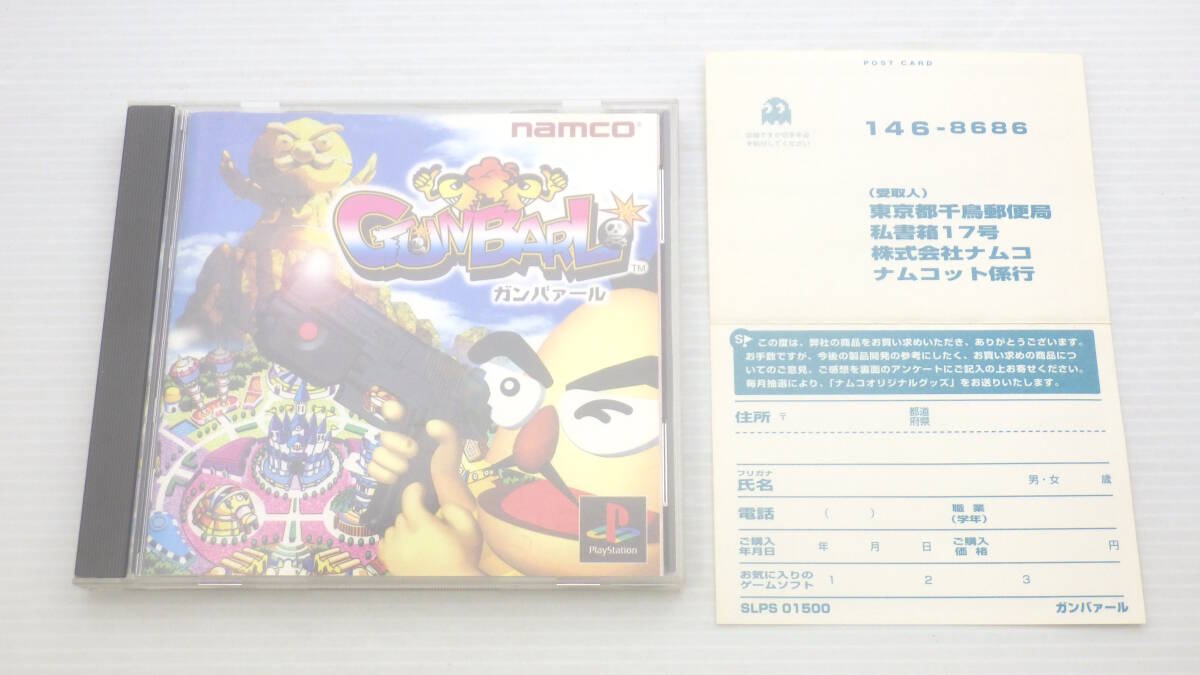 namco
GUNBARL
TM
ガンバァール
PlayStation
POST CARD
146-8686
(受取人)
東京都千鳥郵便局
私書箱17号
株式会社ナムコ
ナムコット係行
この度は、弊社の商品をお買い求めいただき、ありがとうございます。
お手数ですが、今後の製品開発の参考にしたく、お買い求めの商品に
ついてのご意見、ご感想を裏面のアンケートにご記入の上お寄せください。
毎月抽選により、「ナムコオリジナルグッズ」をお送りいたします。
住所 〒 都道府県
フリガナ
氏名 男・女 歳
電話 ( ) 職業(学年)
ご購入年月日 年 月 日 ご購入価格 円
お気に入りのゲームソフト 1 2 3
SLPS 01500 ガンバァール